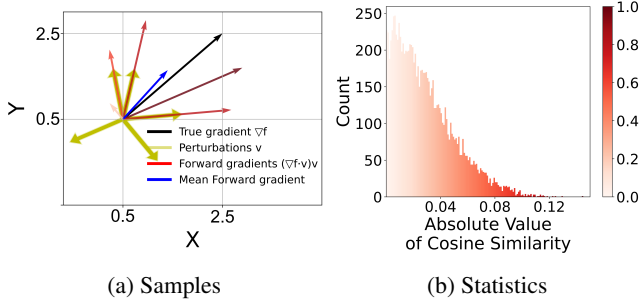 2.5
0.5
Y
True gradient ∇f
Perturbations v
Forward gradients (∇f·v)v
Mean Forward gradient
0.5
2.5
X
(a) Samples
250
200
150
100
50
0
Count
0.04
0.08
0.12
Absolute Value
of Cosine Similarity
1.0
0.8
0.6
0.4
0.2
0.0
(b) Statistics